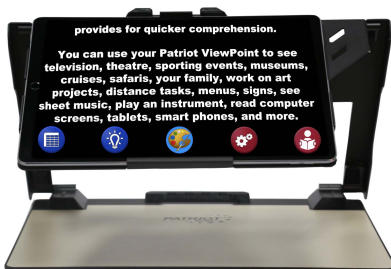 provides for quicker comprehension.
You can use your Patriot ViewPoint to see
television, theatre, sporting events, museums,
cruises, safaris, your family, work on art
projects, distance tasks, menus, signs, see
sheet music, play an instrument, read computer
screens, tablets, smart phones, and more.
PATRIOT